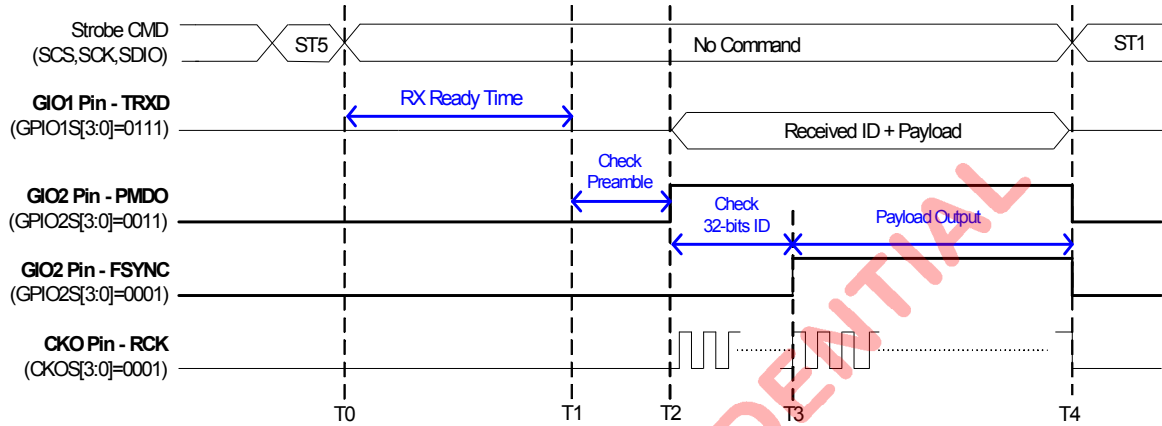 Strobe CMD
(SCS,SCK,SDIO)
ST5
No Command
ST1
GIO1 Pin - TRXD
(GPIO1S[3:0]=0111)
RX Ready Time
Received ID + Payload
Check
Preamble
GIO2 Pin - PMDO
(GPIO2S[3:0]=0011)
Check
32-bits ID
Payload Output
GIO2 Pin - FSYNC
(GPIO2S[3:0]=0001)
CKO Pin - RCK
(CKOS[3:0]=0001)
T0
T1
T2
T3
T4
DENTIAL